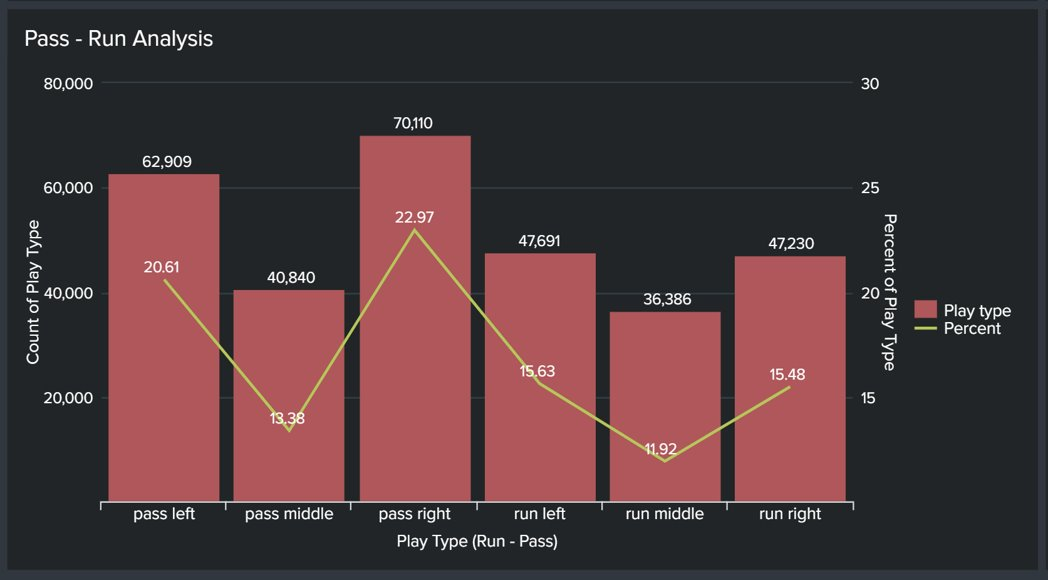 Pass - Run Analysis
80,000
60,000
40,000
20,000
Count of Play Type
62,909
40,840
70,110
47,691
36,386
47,230
20.61
13.38
22.97
15.63
11.92
15.48
30
25
20
15
Percent of Play Type
Play type
Percent
pass left
pass middle
pass right
run left
run middle
run right
Play Type (Run - Pass)